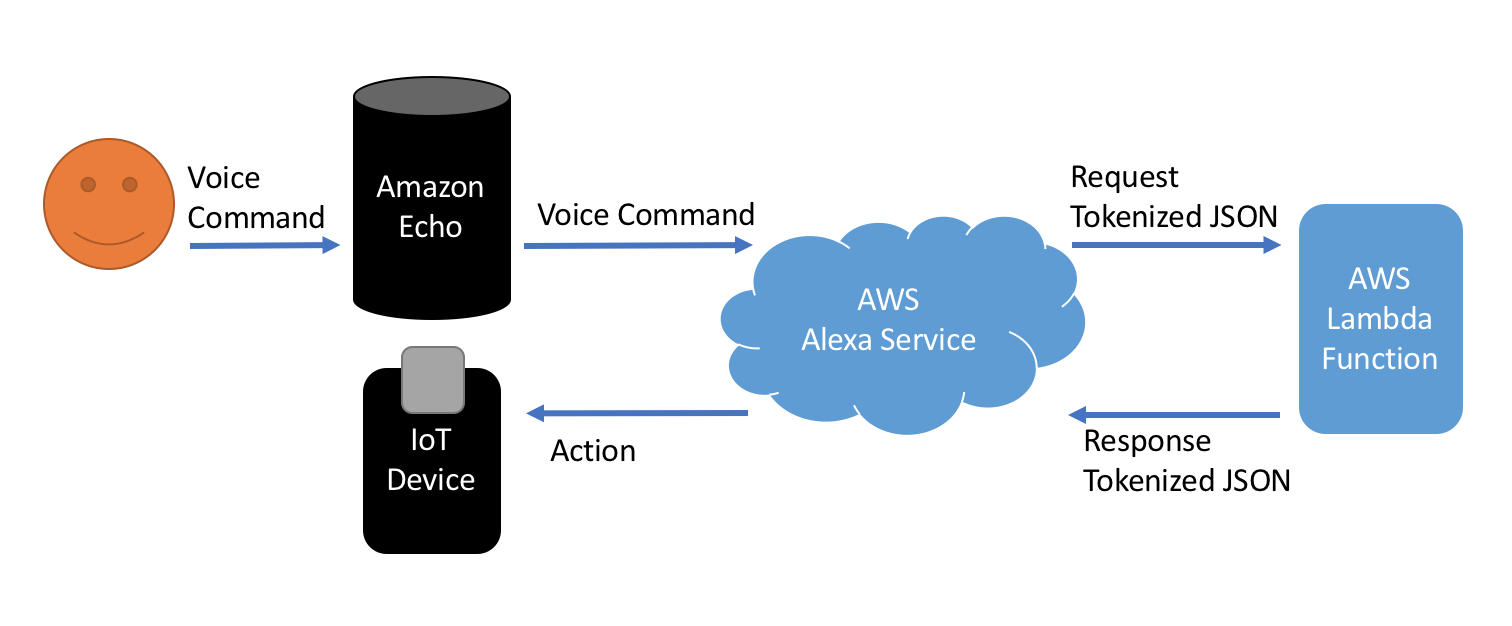 Voice
Command
Amazon
Echo
Voice Command
Request
Tokenized JSON
AWS
Alexa Service
AWS
Lambda
Function
IoT
Device
Action
Response
Tokenized JSON